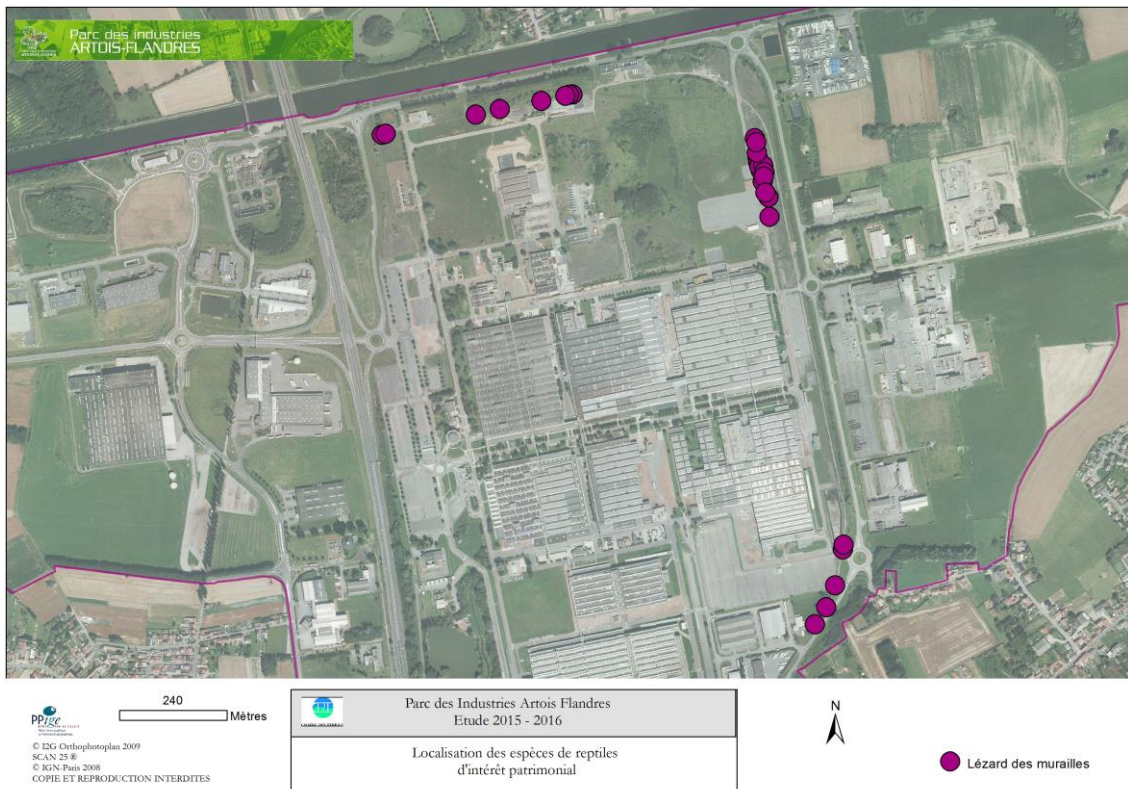 Parc des industries
ARTOIS-FLANDRES
PPige
© I2G Orthophotoplan 2009
SCAN 25 ®
© IGN-Paris 2008
COPIE ET REPRODUCTION INTERDITES
240
Mètres
Parc des Industries Artois Flandres
Etude 2015 - 2016
Localisation des espèces de reptiles
d'intérêt patrimonial
N
Lézard des murailles